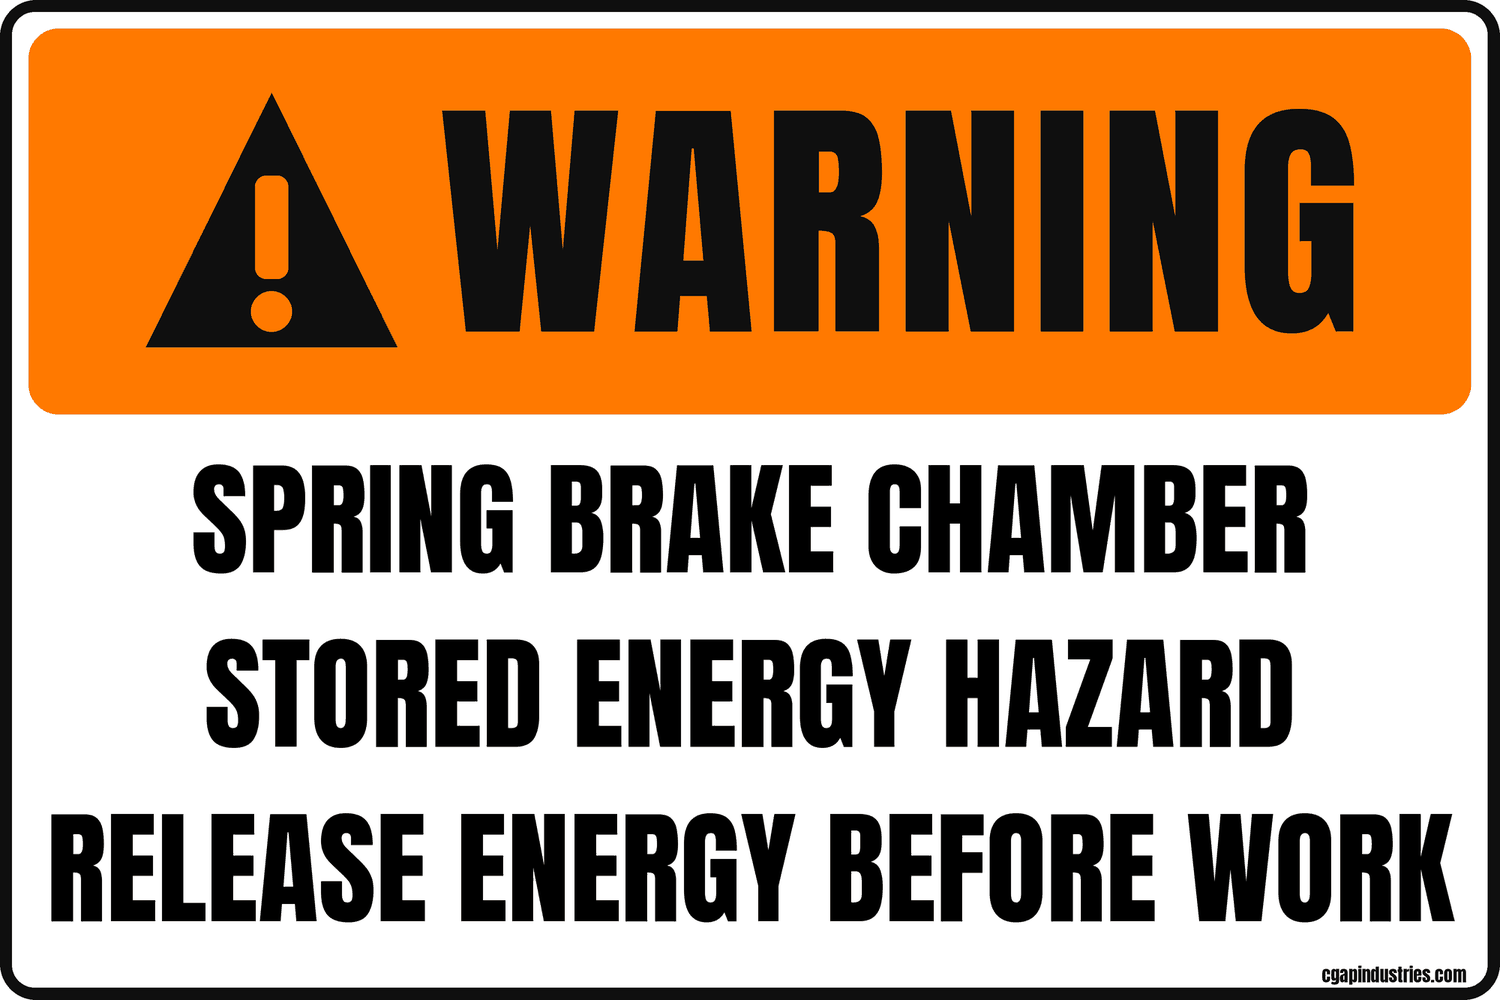 WARNING
SPRING BRAKE CHAMBER
STORED ENERGY HAZARD
RELEASE ENERGY BEFORE WORK
cgapindustries.com